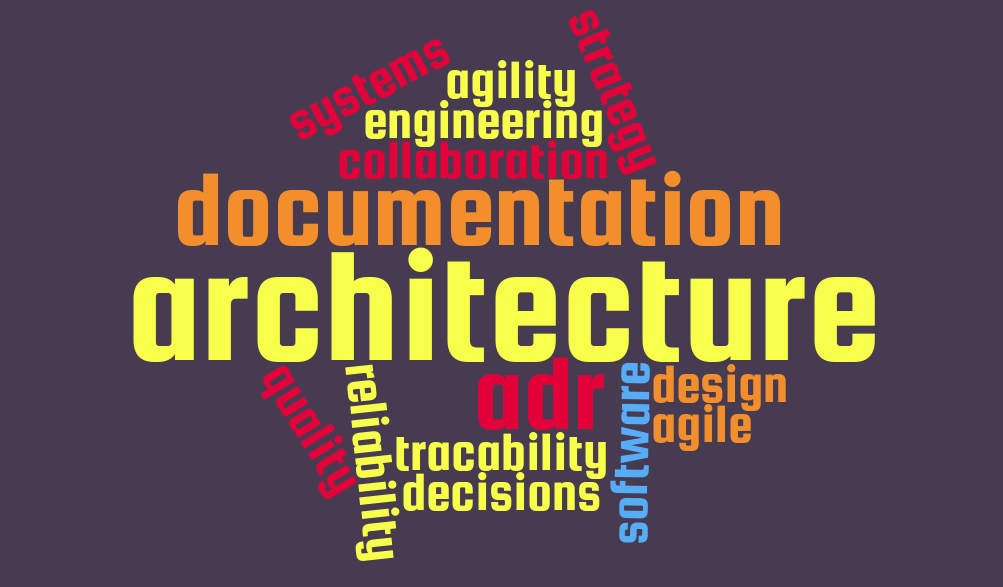 strategy
systems
agility
engineering
collaboration
documentation
architecture
adr
quality
reliability
software
design
agile
tracability
decisions